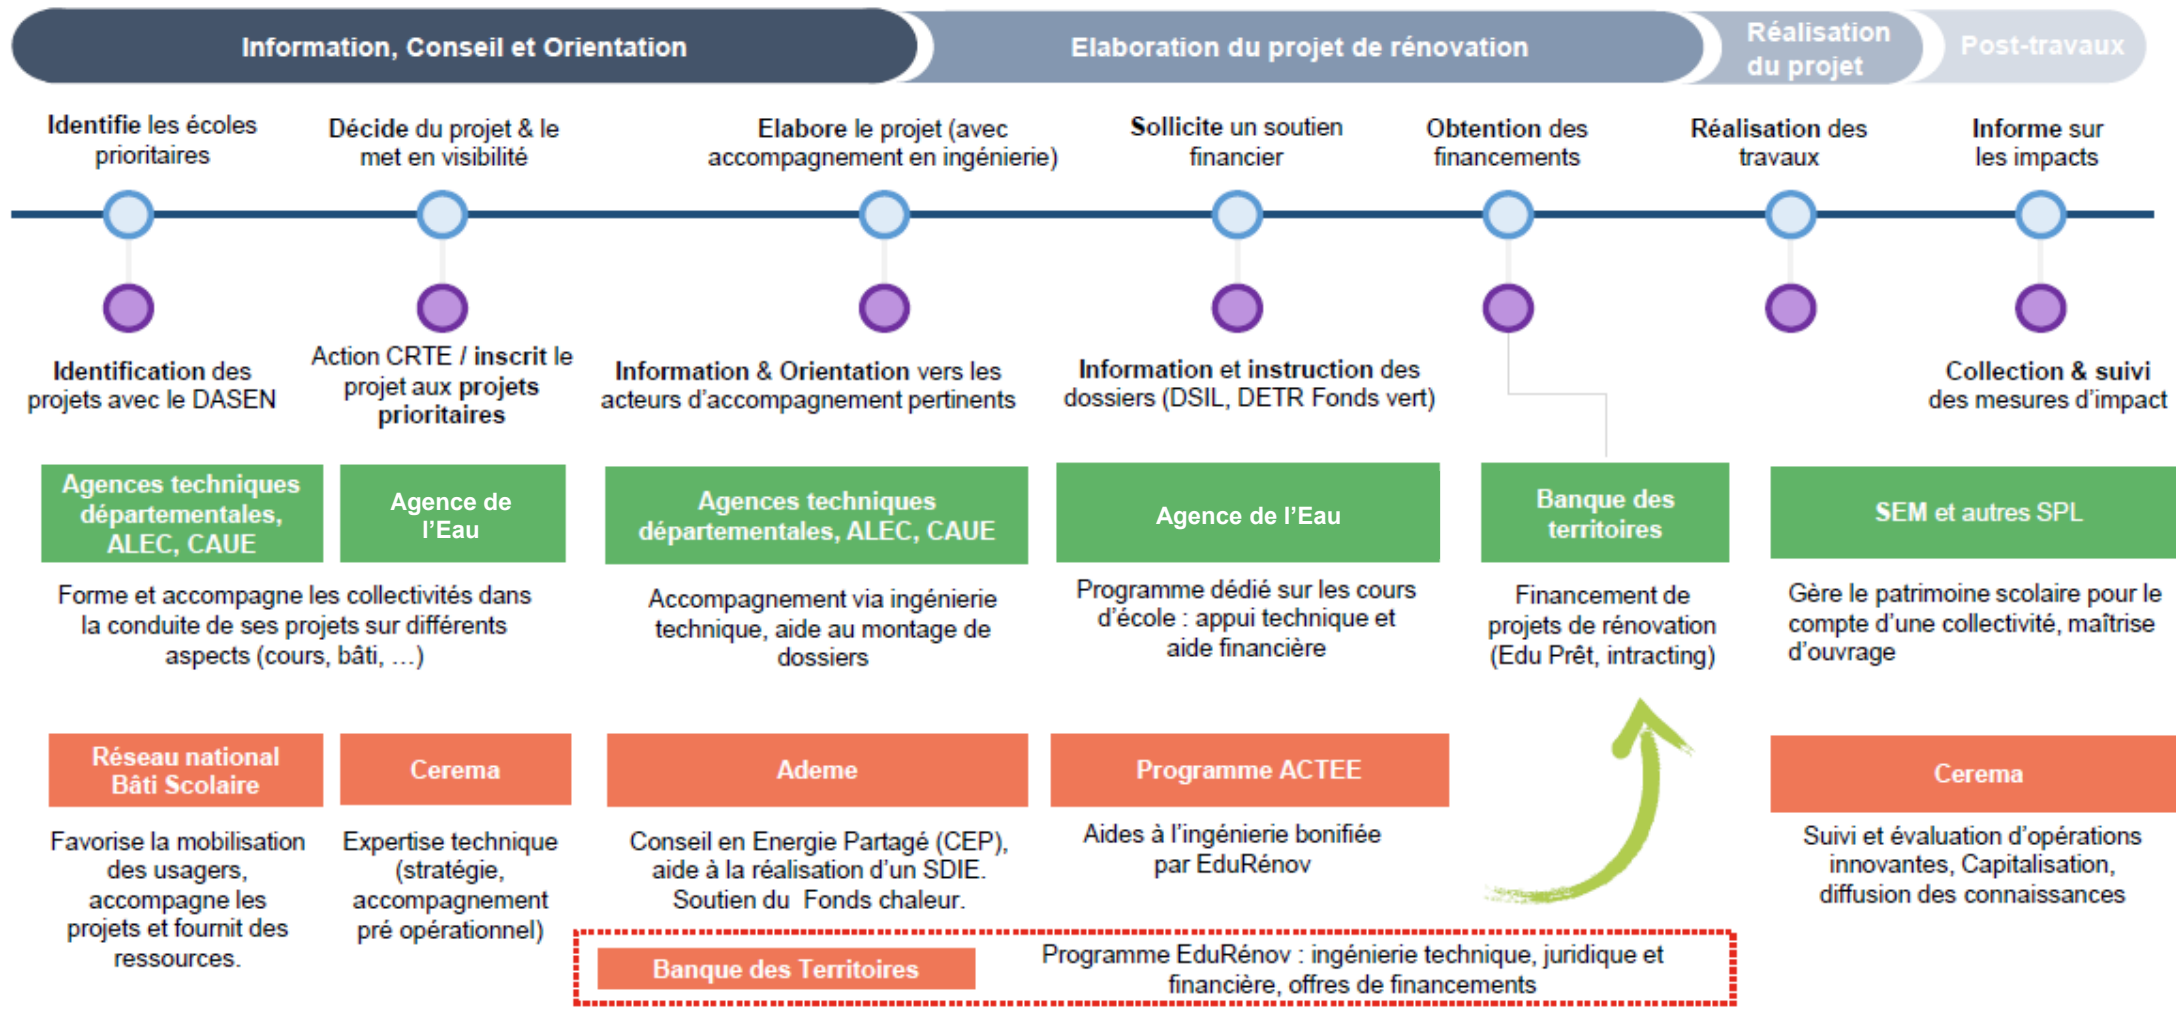 Information, Conseil et Orientation
Elaboration du projet de rénovation
Réalisation
du projet
Post-travaux
Identifie les écoles
prioritaires
Décide du projet & le
met en visibilité
Elabore le projet (avec
accompagnement en ingénierie)
Sollicite un soutien
financier
Obtention des
financements
Réalisation des
travaux
Informe sur
les impacts
Identification des
projets avec le DASEN
Action CRTE / inscrit le
projet aux projets
prioritaires
Information & Orientation vers les
acteurs d'accompagnement pertinents
Information et instruction des
dossiers (DSIL, DETR Fonds vert)
Collection & suivi
des mesures d'impact
Agences techniques
départementales,
ALEC, CAUE
Agence de
l'Eau
Agences techniques
départementales, ALEC, CAUE
Agence de l'Eau
Banque des
territoires
SEM et autres SPL
Forme et accompagne les collectivités dans
la conduite de ses projets sur différents
aspects (cours, bâti, …)
Accompagnement via ingénierie
technique, aide au montage de
dossiers
Programme dédié sur les cours
d'école : appui technique et
aide financière
Financement de
projets de rénovation
(Edu Prêt, intracting)
Gère le patrimoine scolaire pour le
compte d'une collectivité, maîtrise
d'ouvrage
Réseau national
Bâti Scolaire
Cerema
Ademe
Programme ACTEE
Cerema
Favorise la mobilisation
des usagers,
accompagne les
projets et fournit des
ressources.
Expertise technique
(stratégie,
accompagnement
pré opérationnel)
Conseil en Energie Partagé (CEP),
aide à la réalisation d'un SDIE.
Soutien du Fonds chaleur.
Aides à l'ingénierie bonifiée
par EduRénov
Suivi et évaluation d'opérations
innovantes, Capitalisation,
diffusion des connaissances
Banque des Territoires
Programme EduRénov : ingénierie technique, juridique et
financière, offres de financements